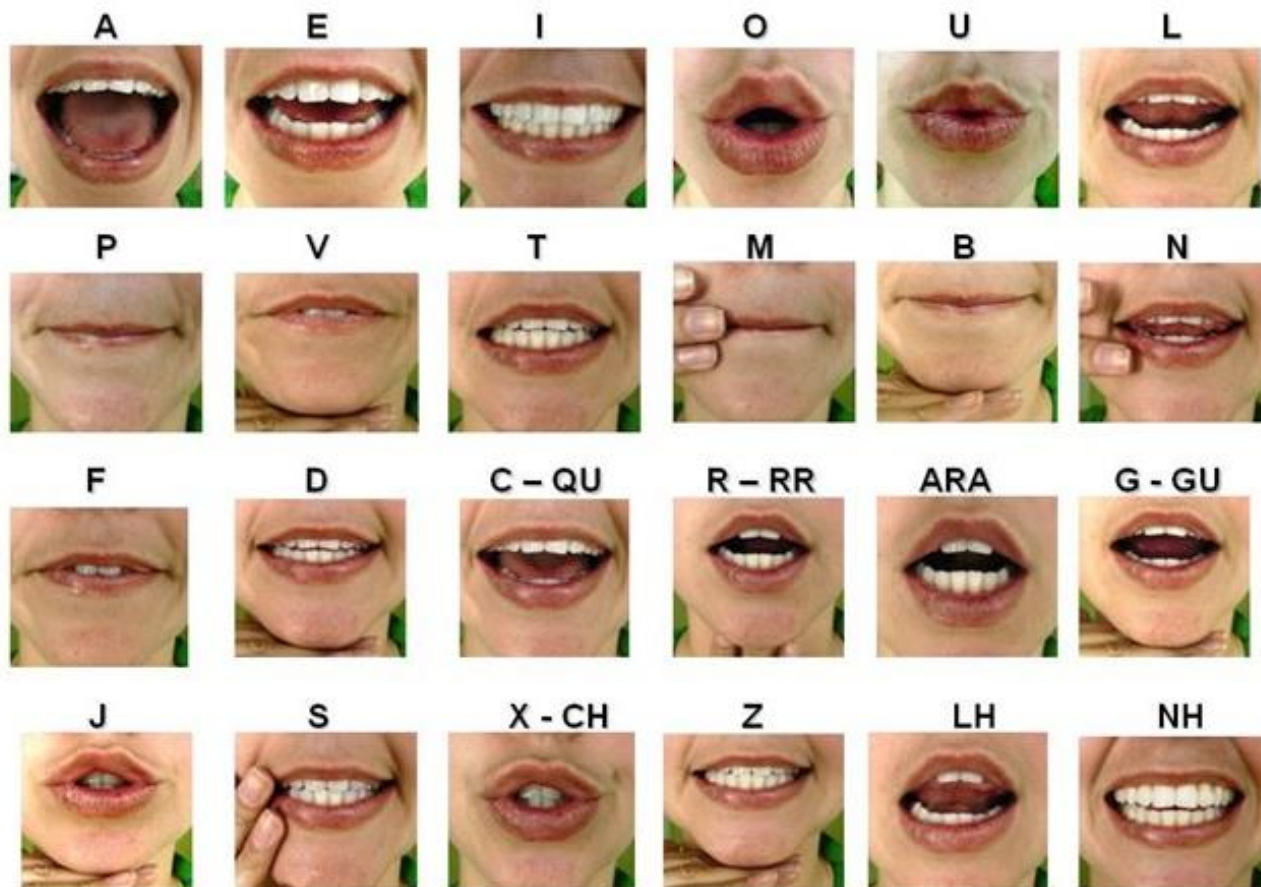 A E I O U L
P V T M B N
F D C – QU R – RR ARA G - GU
J S X - CH Z LH NH